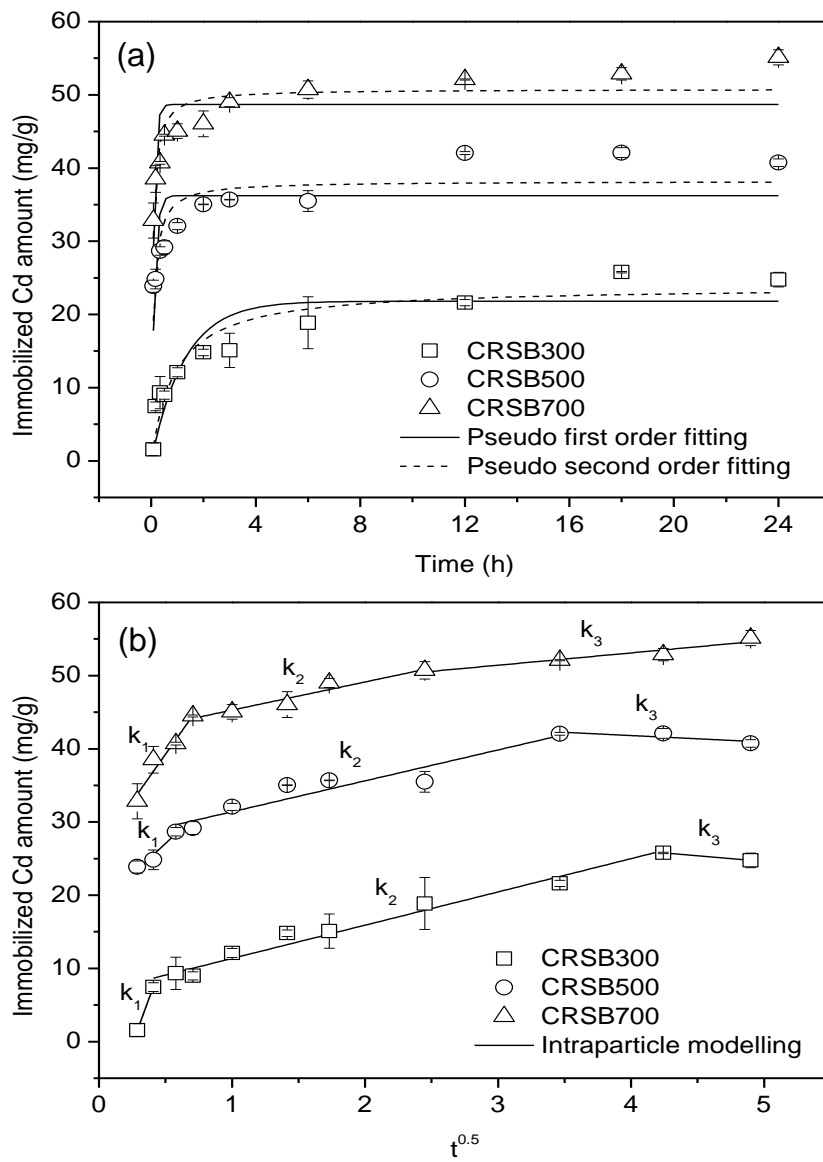 (a)
60
50
40
30
20
10
0
Immobilized Cd amount (mg/g)
CRSB300
CRSB500
CRSB700
Pseudo first order fitting
Pseudo second order fitting
0 4 8 12 16 20 24
Time (h)
(b)
60
50
40
30
20
10
0
Immobilized Cd amount (mg/g)
k3
k2
k1
k3
k2
k1
k3
k2
k1
CRSB300
CRSB500
CRSB700
Intraparticle modelling
0 1 2 3 4 5
t^0.5